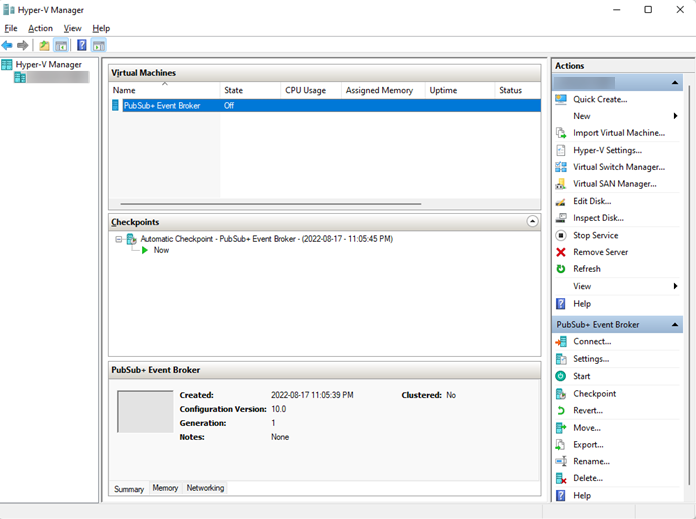 Hyper-V Manager
File Action View Help
Hyper-V Manager
Virtual Machines
Name State CPU Usage Assigned Memory Uptime Status
PubSub+ Event Broker Off
Checkpoints
Automatic Checkpoint - PubSub+ Event Broker - (2022-08-17 - 11:05:45 PM)
Now
PubSub+ Event Broker
Created: 2022-08-17 11:05:39 PM Clustered: No
Configuration Version: 10.0
Generation: 1
Notes: None
Summary Memory Networking
Actions
Quick Create...
New
Import Virtual Machine...
Hyper-V Settings...
Virtual Switch Manager...
Virtual SAN Manager...
Edit Disk...
Inspect Disk...
Stop Service
Remove Server
Refresh
View
Help
PubSub+ Event Broker
Connect...
Settings...
Start
Checkpoint
Revert...
Move...
Export...
Rename...
Delete...
Help